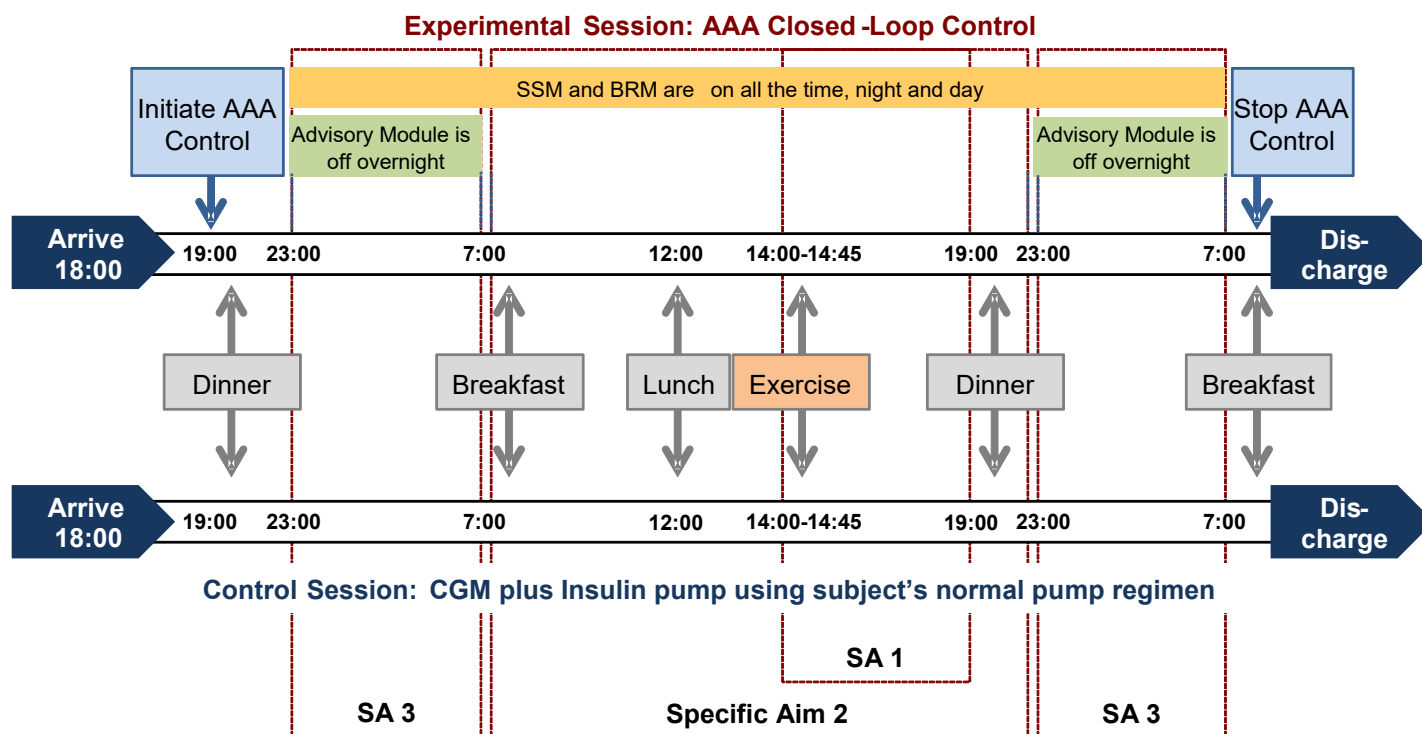 Experimental Session: AAA Closed -Loop Control
SSM and BRM are on all the time, night and day
Initiate AAA
Control
Advisory Module is
off overnight
Advisory Module is
off overnight
Stop AAA
Control
Arrive
18:00
19:00
23:00
7:00
12:00
14:00-14:45
19:00
23:00
7:00
Dis-
charge
Dinner
Breakfast
Lunch
Exercise
Dinner
Breakfast
Arrive
18:00
19:00
23:00
7:00
12:00
14:00-14:45
19:00
23:00
7:00
Dis-
charge
Control Session: CGM plus Insulin pump using subject's normal pump regimen
SA 1
SA 3
Specific Aim 2
SA 3